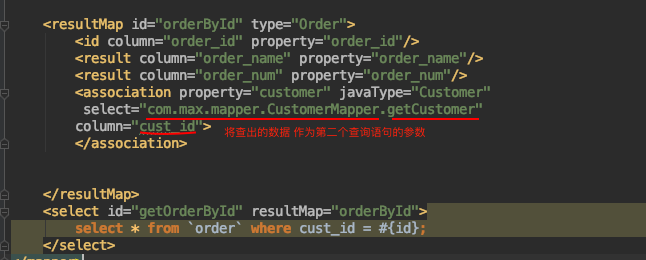 <resultMap id="orderById" type="Order">
<id column="order_id" property="order_id"/>
<result column="order_name" property="order_name"/>
<result column="order_num" property="order_num"/>
<association property="customer" javaType="Customer"
select="com.max.mapper.CustomerMapper.getCustomer"
column="cust_id">
将查出的数据 作为第二个查询语句的参数
</association>
</resultMap>
<select id="getOrderById" resultMap="orderById">
select * from `order` where cust_id = #{id};
</select>
</mapper>